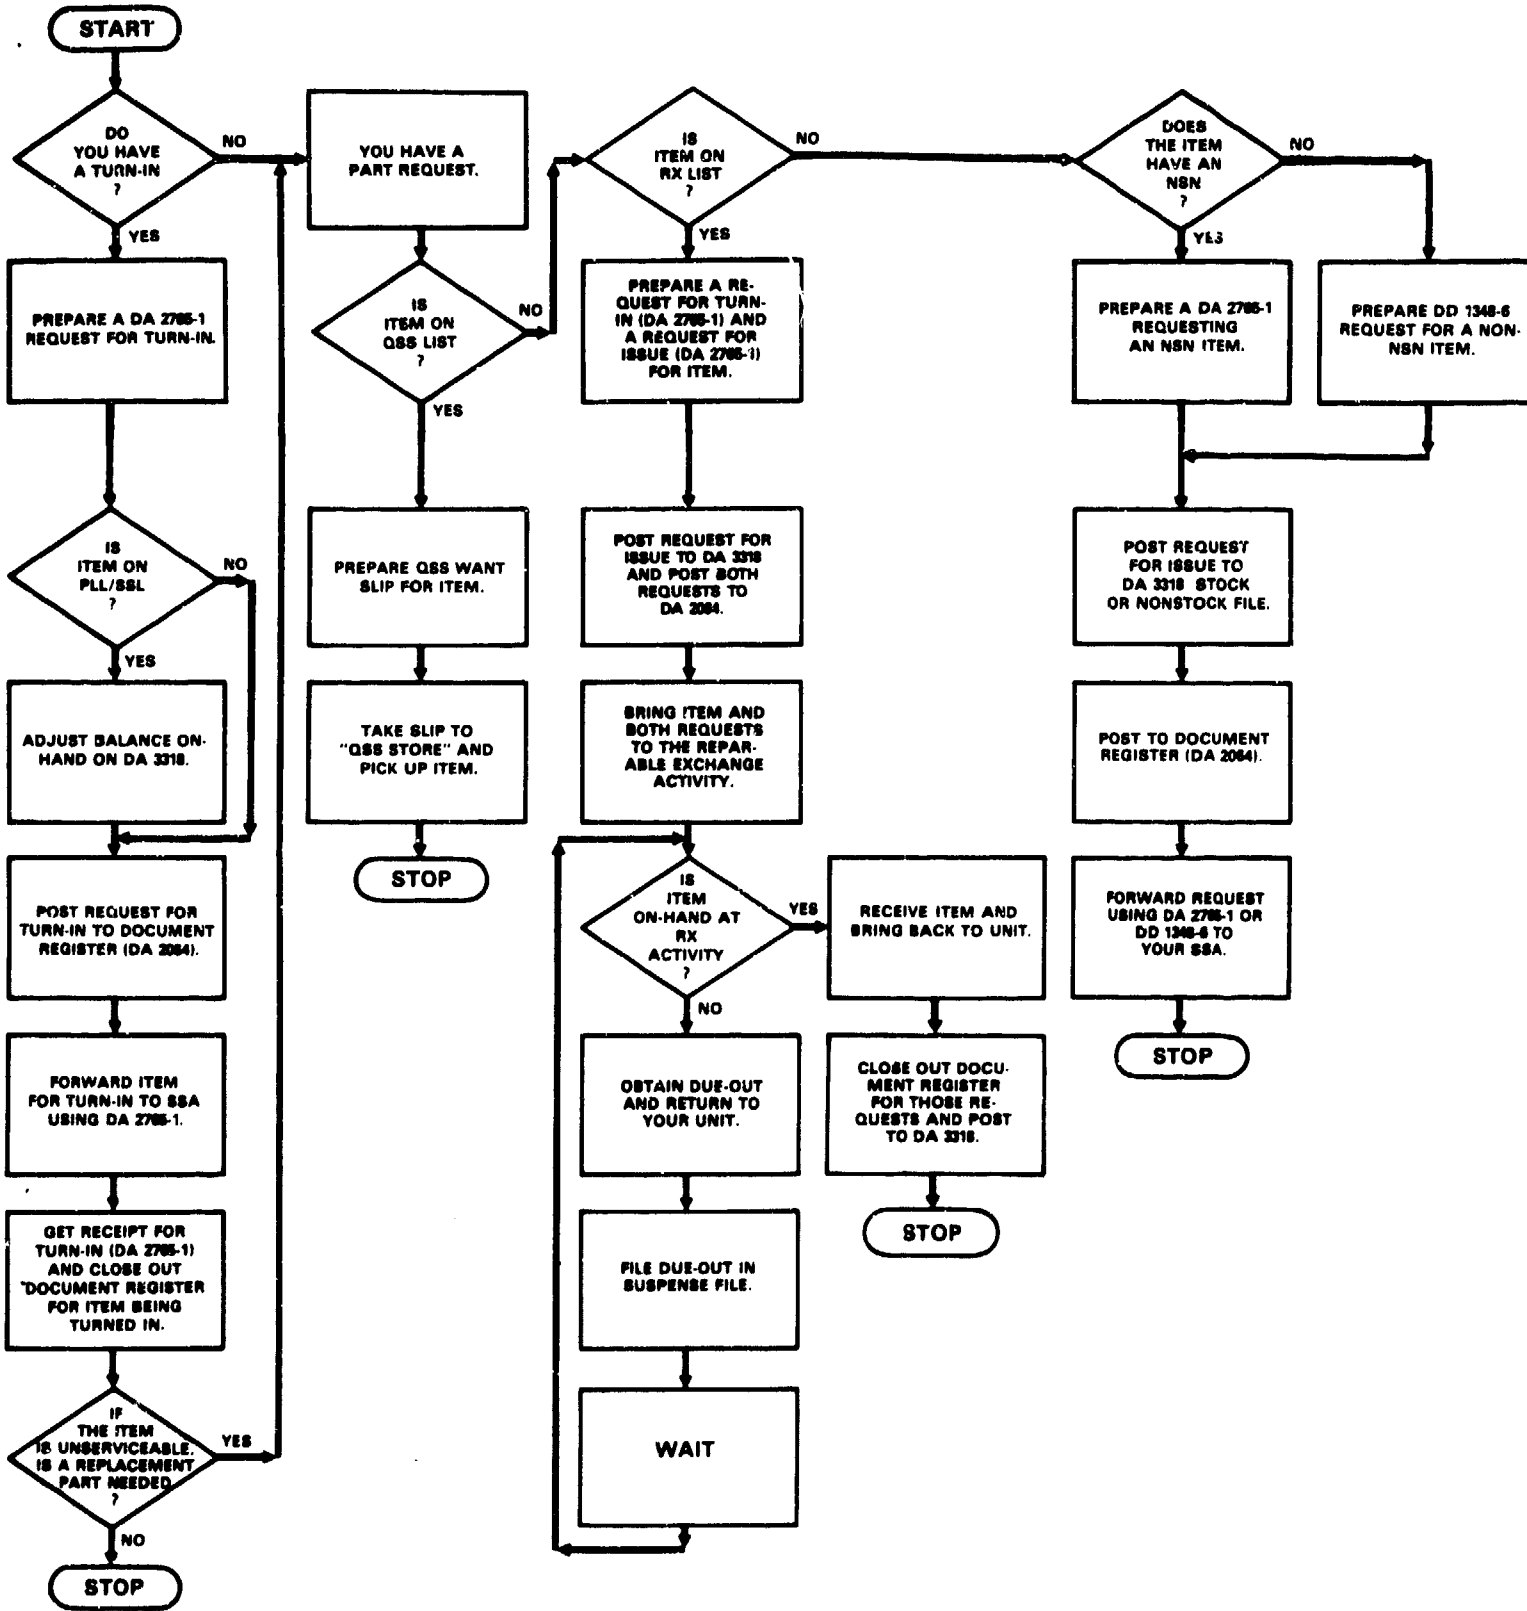 START
DO
YOU HAVE
A TURN-IN
?
NO
YES
PREPARE A DA 2765-1
REQUEST FOR TURN-IN.
IS
ITEM ON
PLL/SSL
?
NO
YES
ADJUST BALANCE ON-
HAND ON DA 3318.
POST REQUEST FOR
TURN-IN TO DOCUMENT
REGISTER (DA 2064).
FORWARD ITEM
FOR TURN-IN TO SSA
USING DA 2765-1.
GET RECEIPT FOR
TURN-IN (DA 2765-1)
AND CLOSE OUT
DOCUMENT REGISTER
FOR ITEM BEING
TURNED IN.
IF
THE ITEM
IS UNSERVICEABLE,
IS A REPLACEMENT
PART NEEDED
?
YES
NO
STOP
YOU HAVE A
PART REQUEST.
IS
ITEM ON
QSS LIST
?
NO
YES
PREPARE QSS WANT
SLIP FOR ITEM.
TAKE SLIP TO
"QSS STORE" AND
PICK UP ITEM.
STOP
IS
ITEM ON
RX LIST
?
NO
YES
PREPARE A RE-
QUEST FOR TURN-
IN (DA 2765-1) AND
A REQUEST FOR
ISSUE (DA 2765-1)
FOR ITEM.
POST REQUEST FOR
ISSUE TO DA 3318
AND POST BOTH
REQUESTS TO
DA 2064.
BRING ITEM AND
BOTH REQUESTS
TO THE REPAR-
ABLE EXCHANGE
ACTIVITY.
IS
ITEM
ON-HAND AT
RX
ACTIVITY
?
YES
NO
OBTAIN DUE-OUT
AND RETURN TO
YOUR UNIT.
FILE DUE-OUT IN
SUSPENSE FILE.
WAIT
RECEIVE ITEM AND
BRING BACK TO UNIT.
CLOSE OUT DOCU-
MENT REGISTER
FOR THOSE RE-
QUESTS AND POST
TO DA 3318.
STOP
DOES
THE ITEM
HAVE AN
NSN
?
NO
YES
PREPARE A DA 2765-1
REQUESTING
AN NSN ITEM.
PREPARE DD 1348-6
REQUEST FOR A NON-
NSN ITEM.
POST REQUEST
FOR ISSUE TO
DA 3318 STOCK
OR NONSTOCK FILE.
POST TO DOCUMENT
REGISTER (DA 2064).
FORWARD REQUEST
USING DA 2765-1 OR
DD 1348-6 TO
YOUR SSA.
STOP